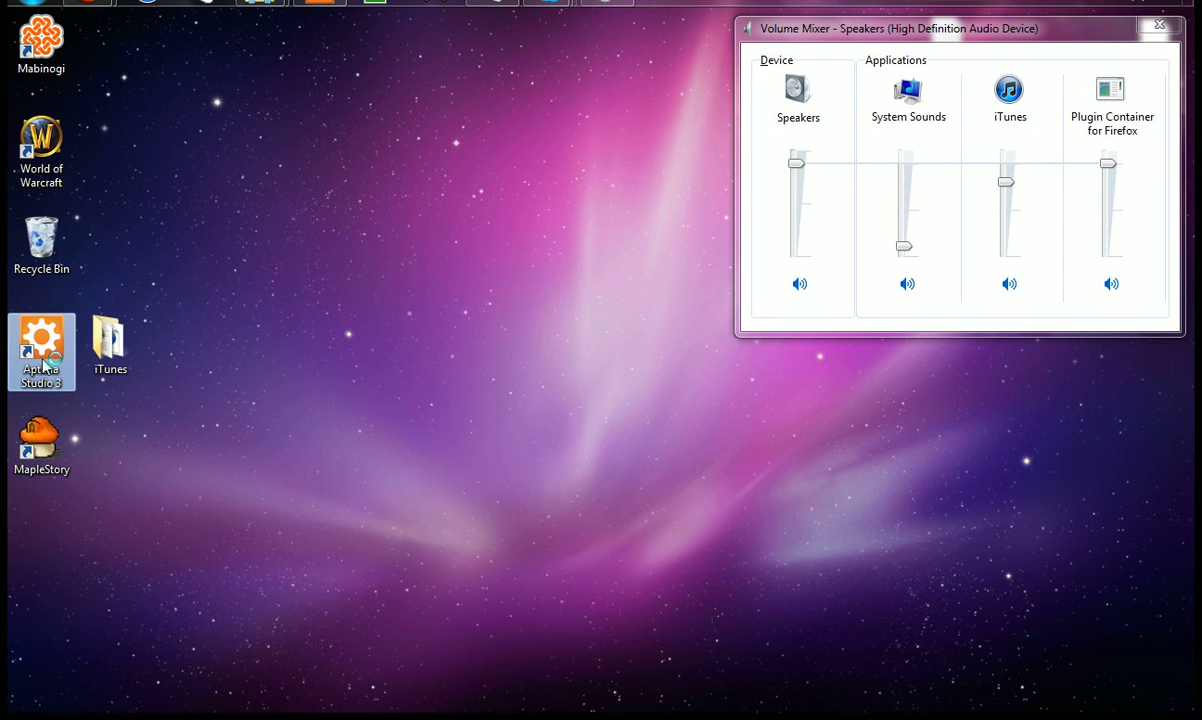 Mabinogi
World of
Warcraft
Recycle Bin
Studio 3
iTunes
MapleStory
Volume Mixer - Speakers (High Definition Audio Device)
Device
Applications
Speakers
System Sounds
iTunes
Plugin Container
for Firefox